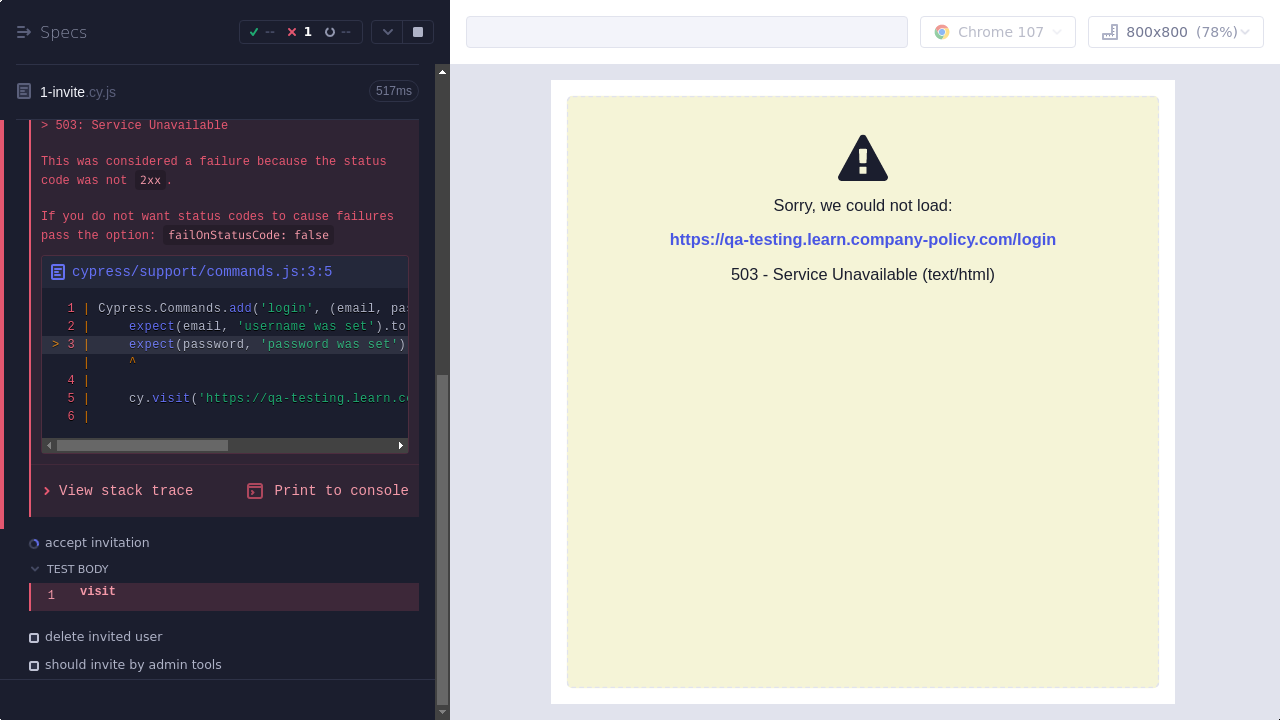 Specs
--
1
--
Chrome 107
800x800 (78%)
1-invite.cy.js
517ms
> 503: Service Unavailable
This was considered a failure because the status
code was not 2xx.
If you do not want status codes to cause failures
pass the option: failOnStatusCode: false
cypress/support/commands.js:3:5
1 | Cypress.Commands.add('login', (email, pas
2 |     expect(email, 'username was set').to
> 3 |     expect(password, 'password was set')
|     ^
4 |
5 |     cy.visit('https://qa-testing.learn.co
6 |
View stack trace
Print to console
accept invitation
TEST BODY
1 visit
delete invited user
should invite by admin tools
Sorry, we could not load:
https://qa-testing.learn.company-policy.com/login
503 - Service Unavailable (text/html)